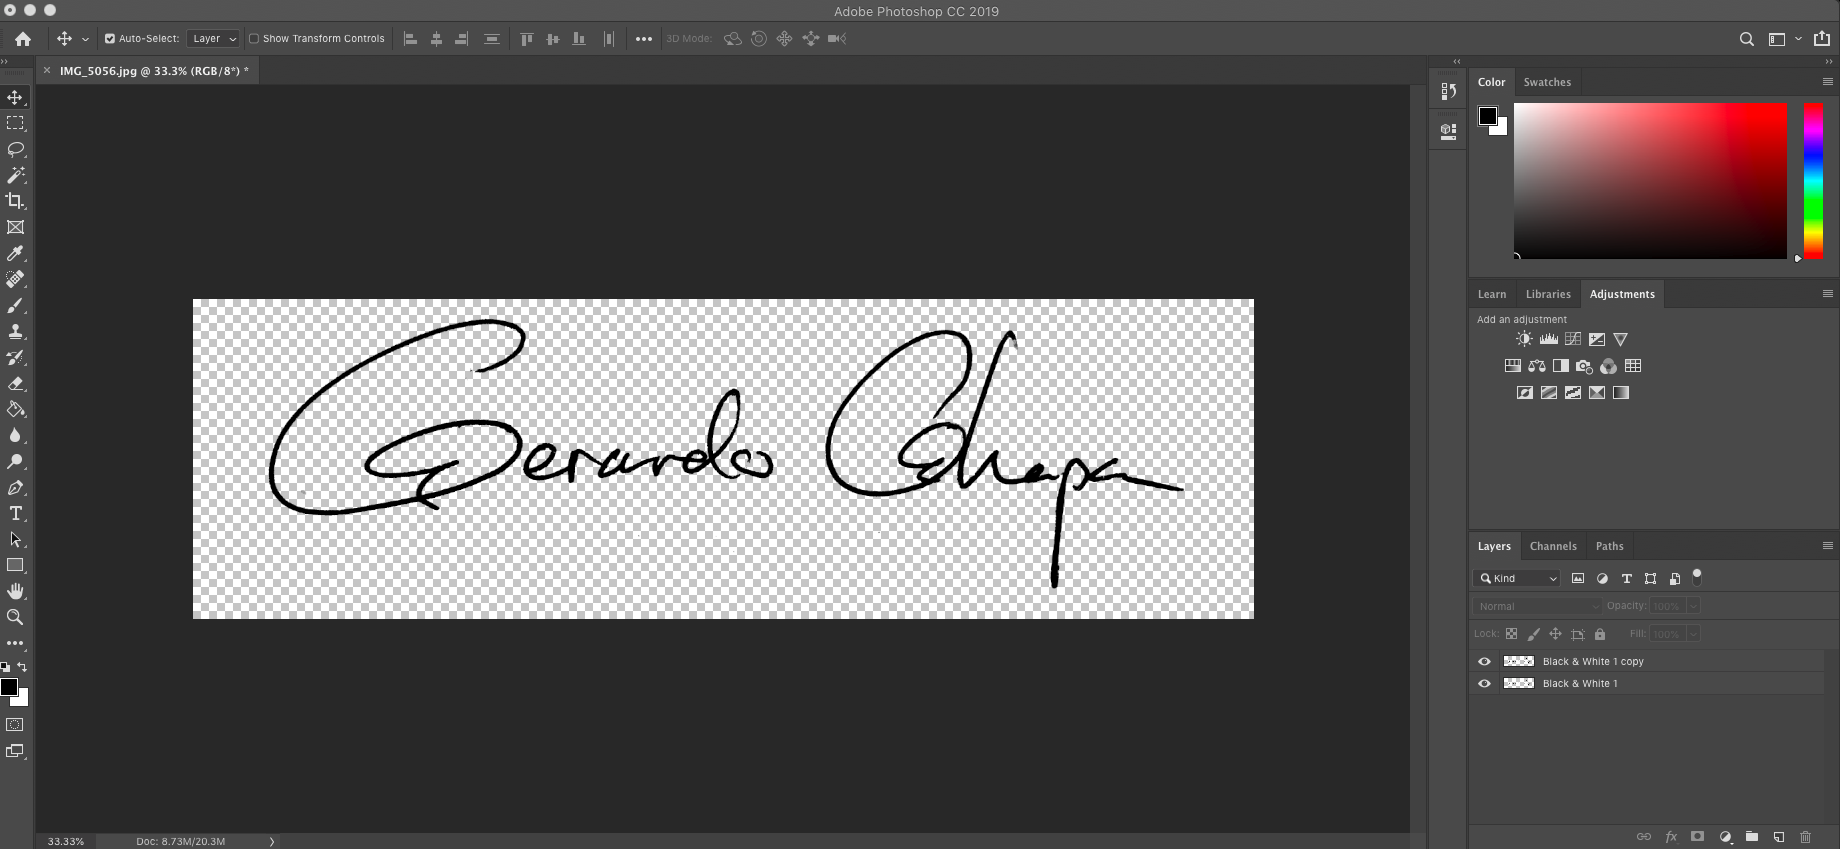 Adobe Photoshop CC 2019
Auto-Select: Layer Show Transform Controls 3D Mode:
IMG_5056.jpg @ 33.3% (RGB/8*) *
Color Swatches
Learn Libraries Adjustments
Add an adjustment
Gerardo
Layers Channels Paths
Kind
Normal Opacity: 100%
Lock: Fill: 100%
Black & White 1 copy
Black & White 1
33.33% Doc: 8.73M/20.3M